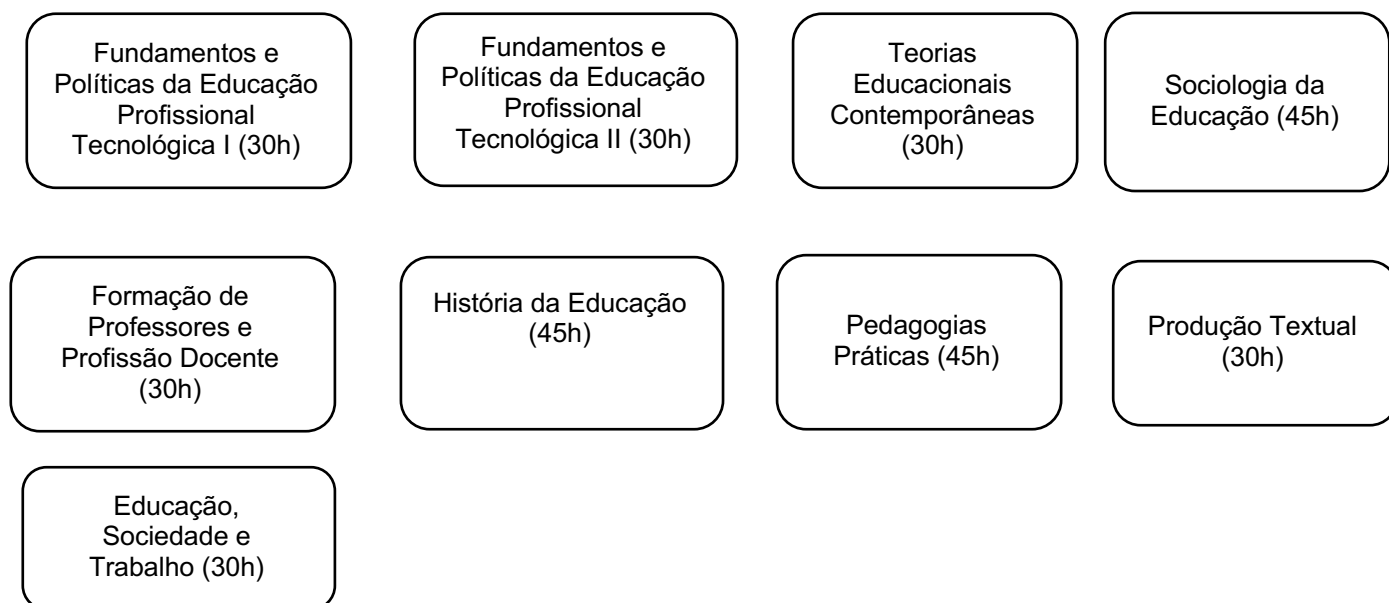 Fundamentos e
Políticas da Educação
Profissional
Tecnológica I (30h)
Fundamentos e
Políticas da Educação
Profissional
Tecnológica II (30h)
Teorias
Educacionais
Contemporâneas
(30h)
Sociologia da
Educação (45h)
Formação de
Professores e
Profissão Docente
(30h)
História da Educação
(45h)
Pedagogias
Práticas (45h)
Produção Textual
(30h)
Educação,
Sociedade e
Trabalho (30h)